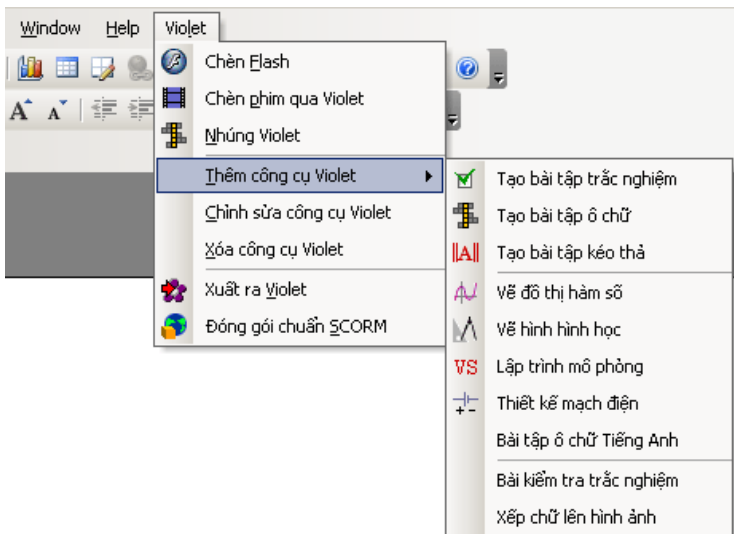 Window Help Violet
Chèn Flash
Chèn phim qua Violet
Nhúng Violet
Thêm công cụ Violet
Chỉnh sửa công cụ Violet
Xóa công cụ Violet
Xuất ra Violet
Đóng gói chuẩn SCORM
Tạo bài tập trắc nghiệm
Tạo bài tập ô chữ
Tạo bài tập kéo thả
Vẽ đồ thị hàm số
Vẽ hình hình học
VS Lập trình mô phỏng
Thiết kế mạch điện
Bài tập ô chữ Tiếng Anh
Bài kiểm tra trắc nghiệm
Xếp chữ lên hình ảnh